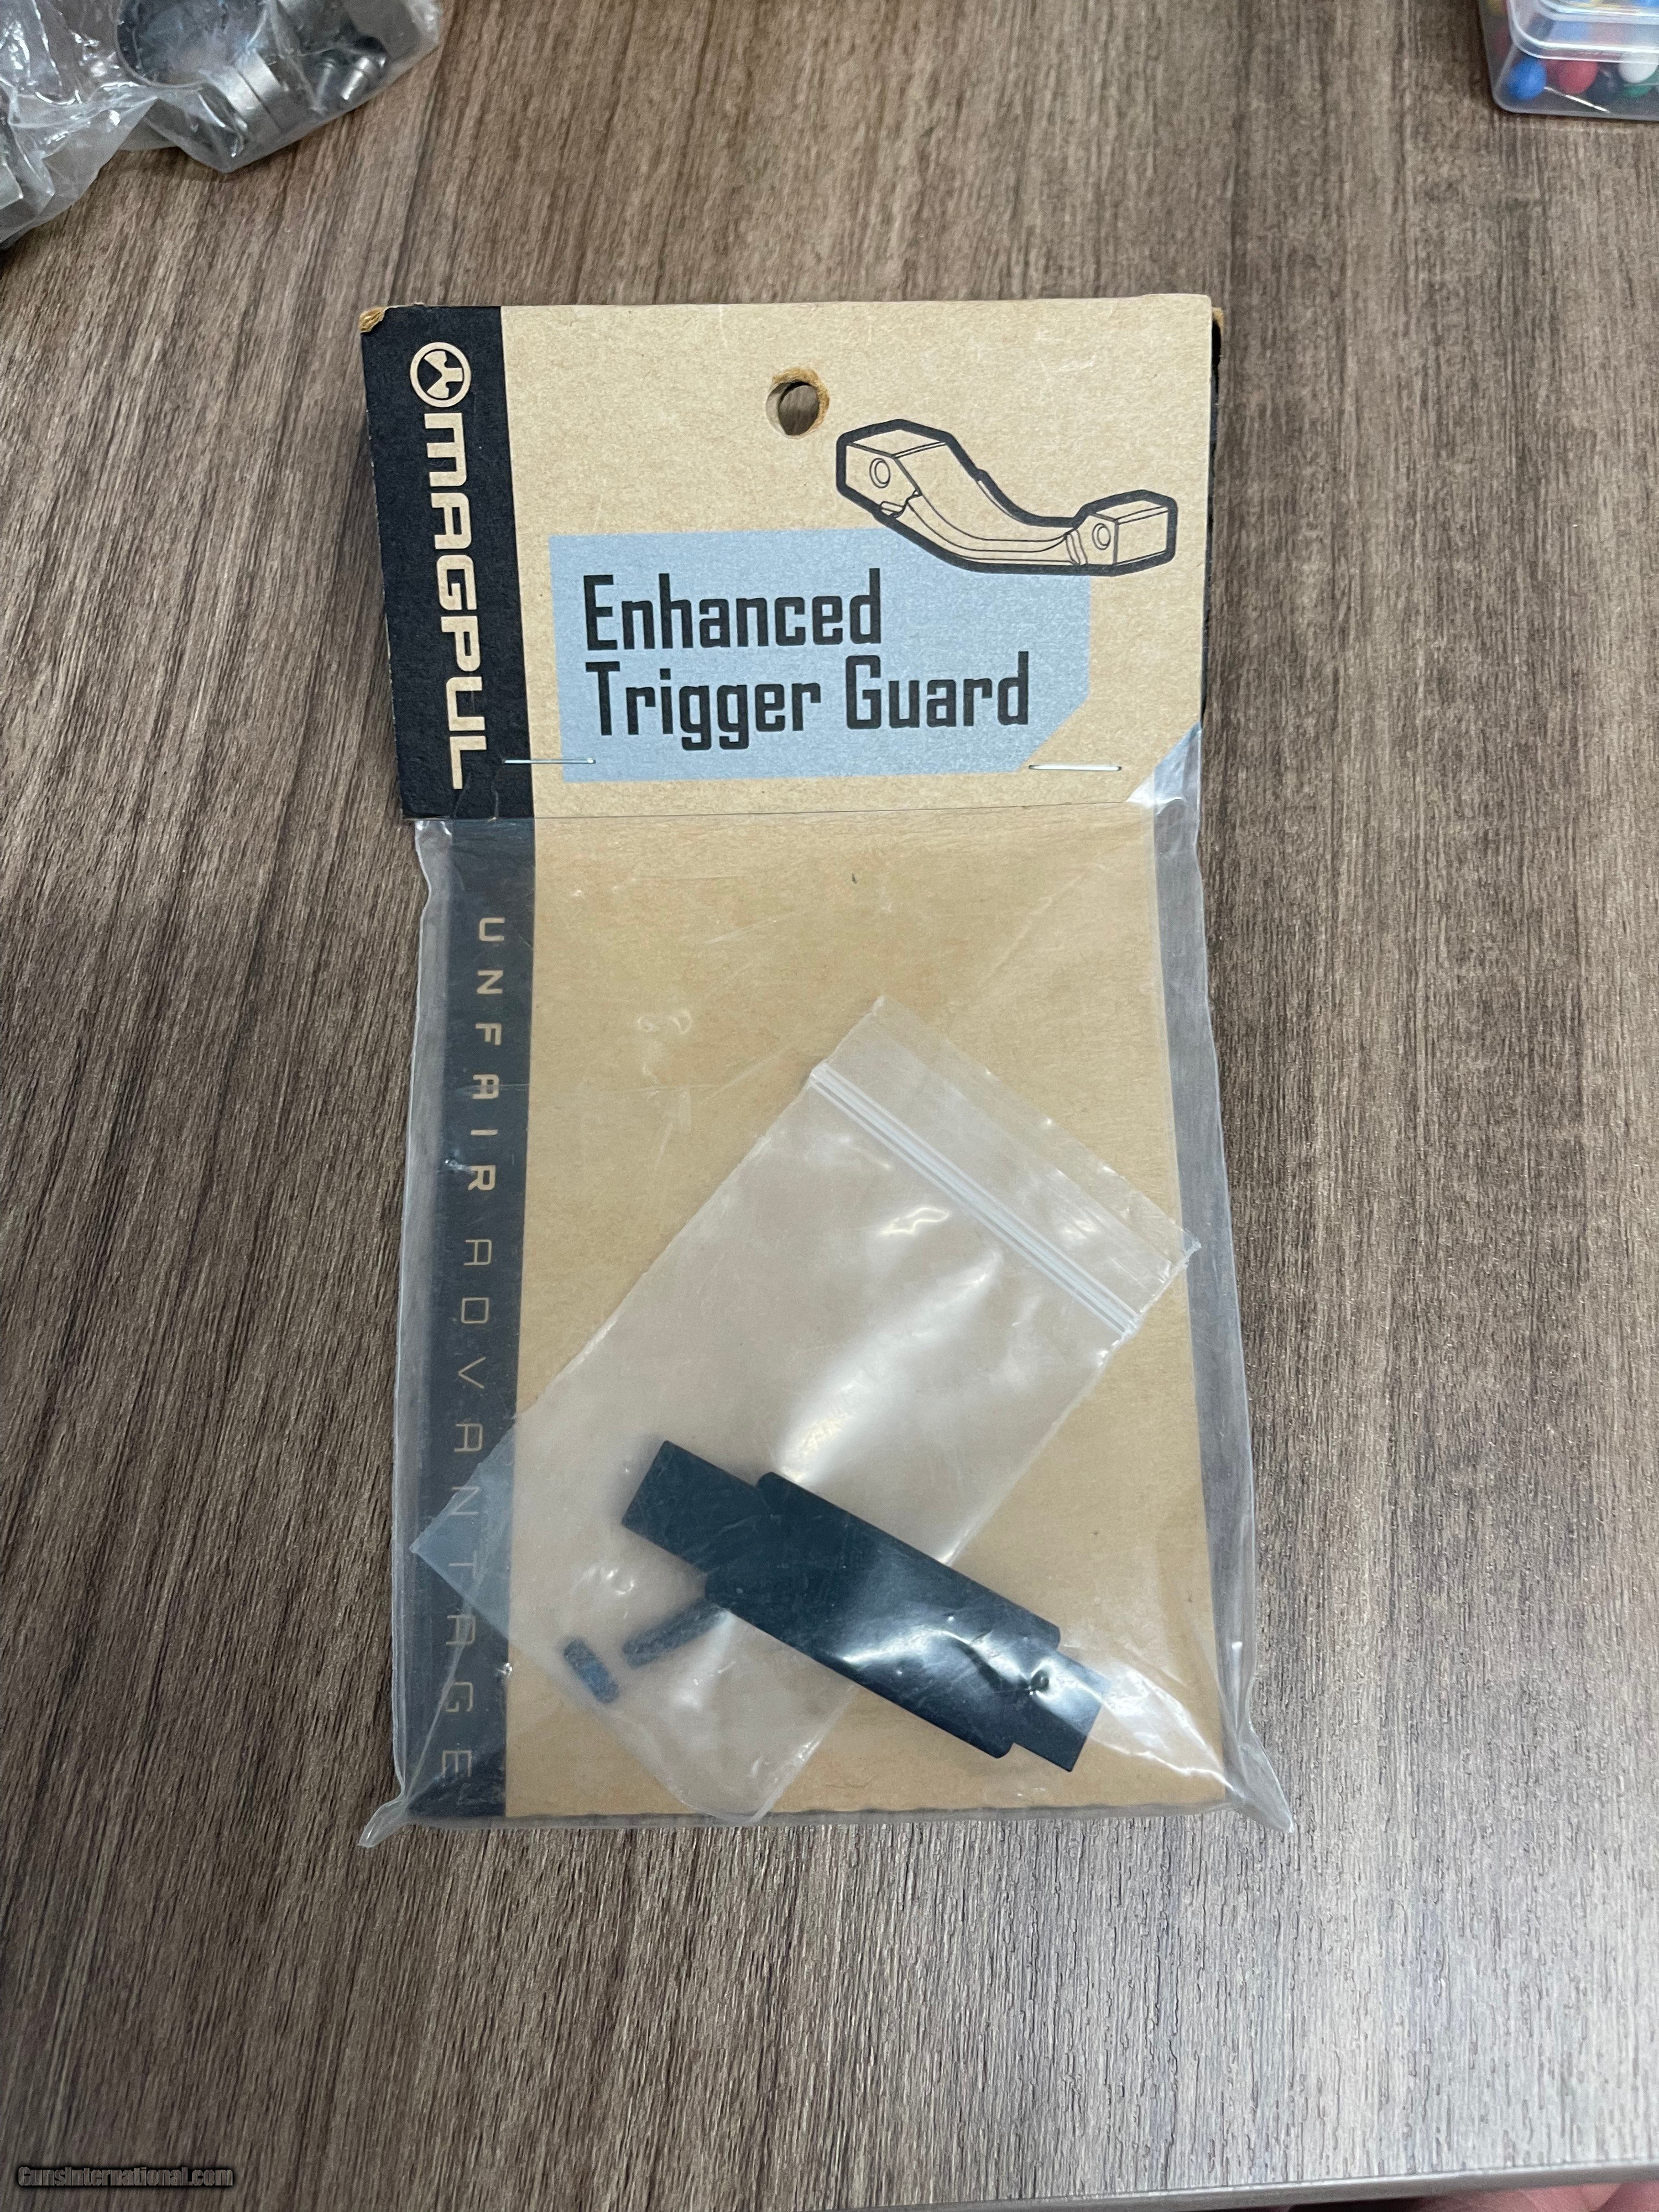 MAGPUL
Enhanced
Trigger Guard
UNFAIR ADVANTAGE
GunsInternational.com